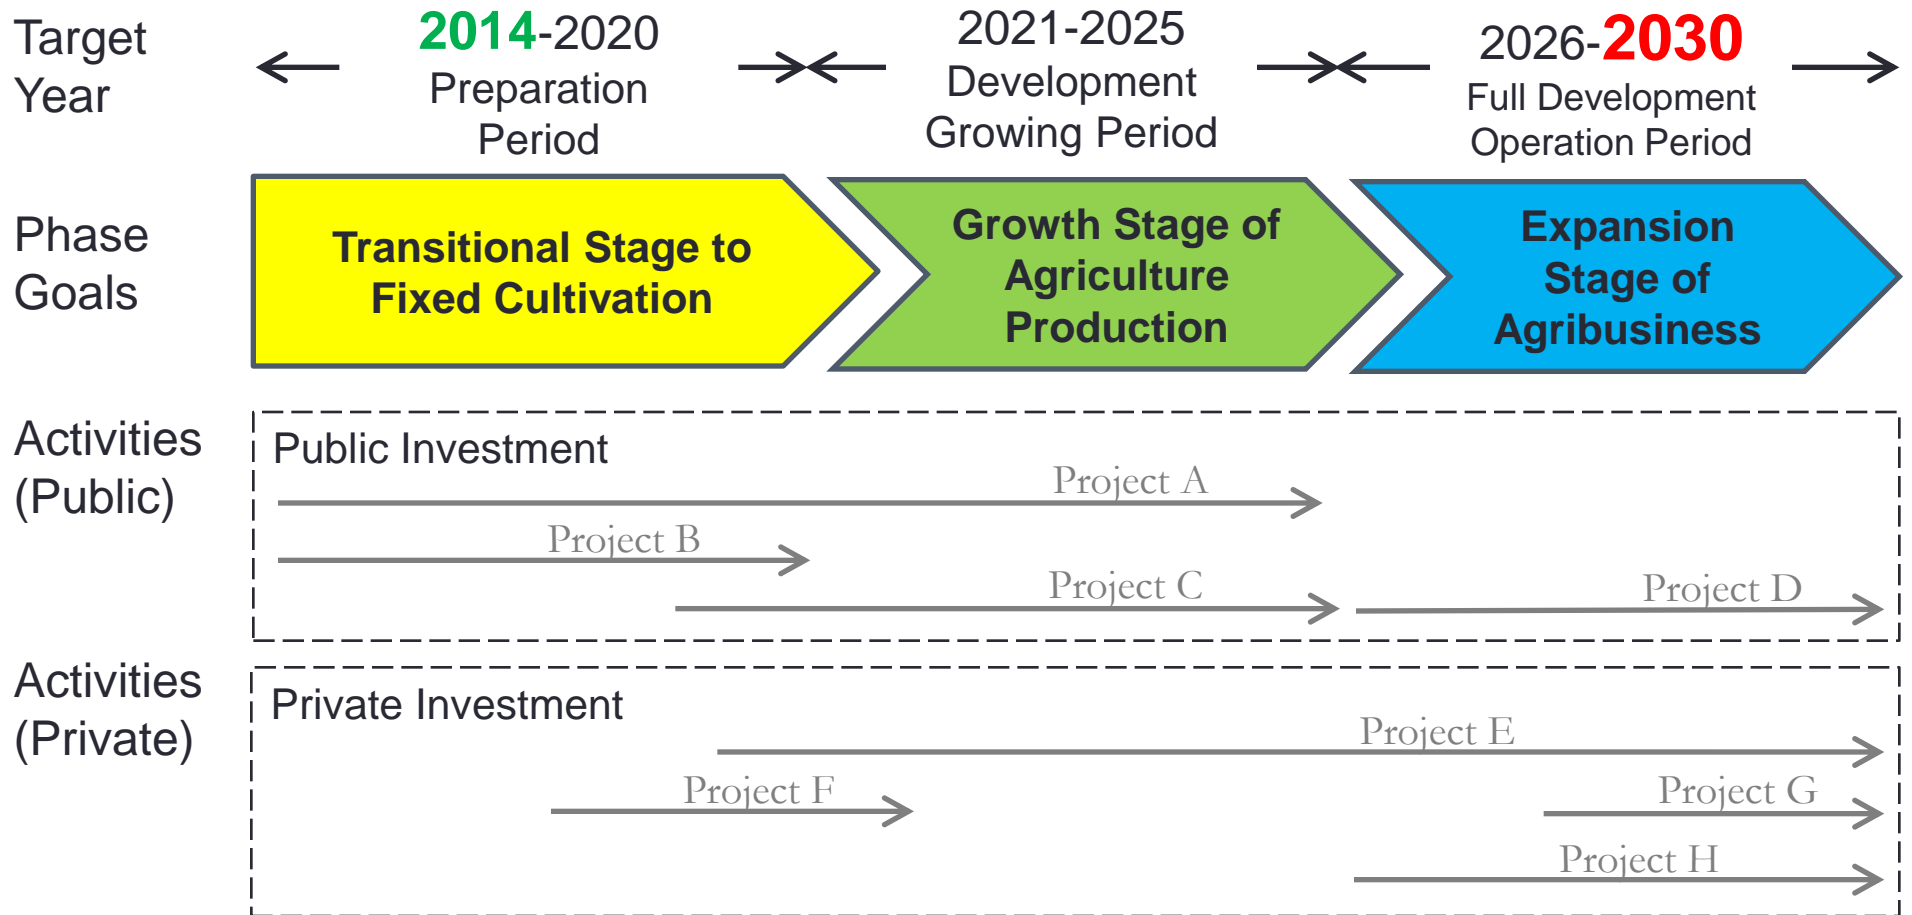 Target
Year
2014-2020
Preparation
Period
2021-2025
Development
Growing Period
2026-2030
Full Development
Operation Period
Phase
Goals
Transitional Stage to
Fixed Cultivation
Growth Stage of
Agriculture
Production
Expansion
Stage of
Agribusiness
Activities
(Public)
Public Investment
Project A
Project B
Project C
Project D
Activities
(Private)
Private Investment
Project E
Project F
Project G
Project H